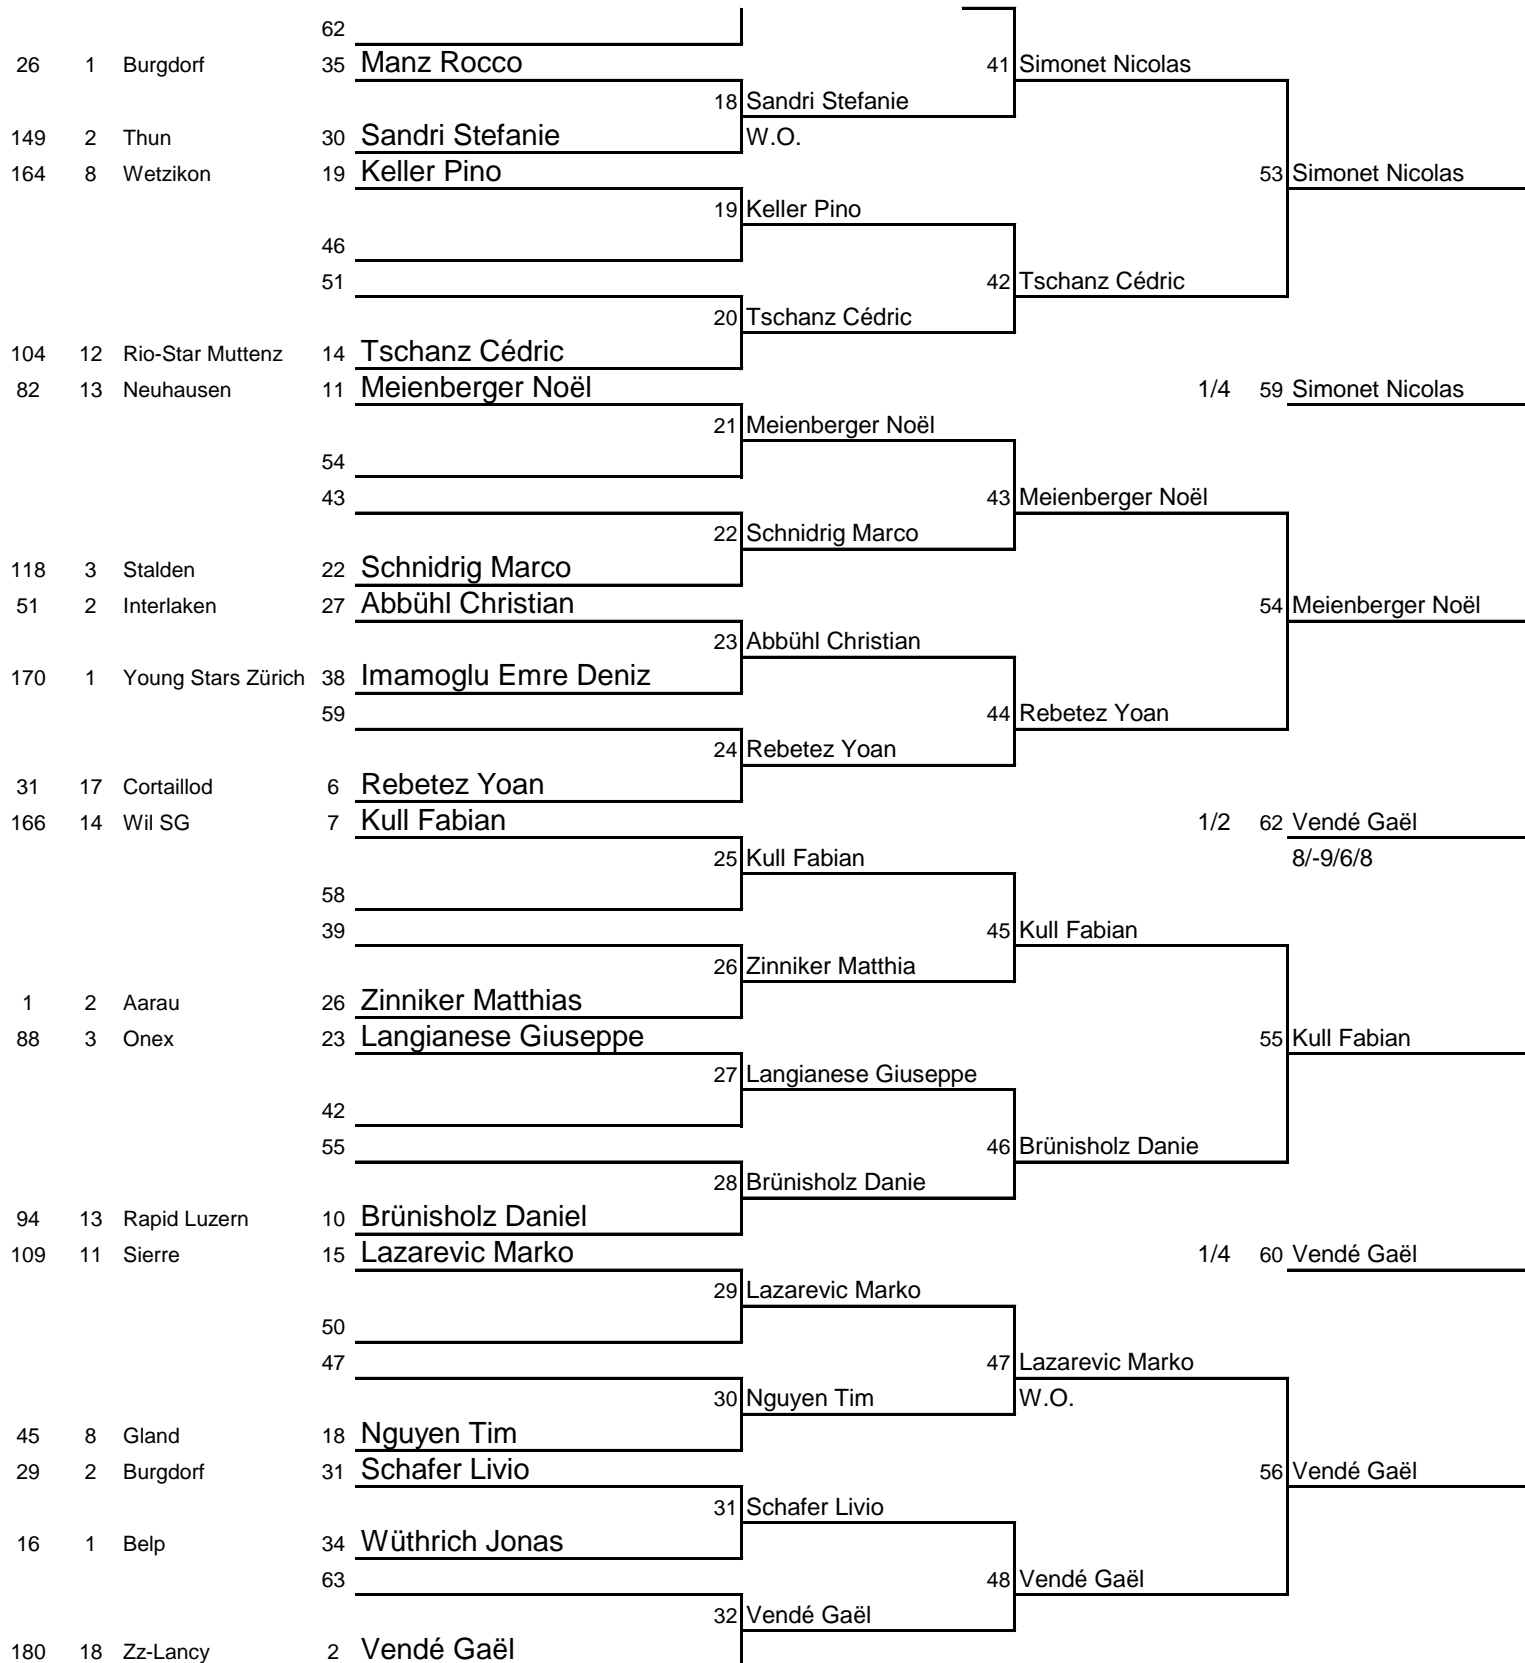 62
26 1 Burgdorf 35 Manz Rocco 41 Simonet Nicolas
18 Sandri Stefanie
149 2 Thun 30 Sandri Stefanie W.O.
164 8 Wetzikon 19 Keller Pino 53 Simonet Nicolas
19 Keller Pino
46
51 42 Tschanz Cédric
20 Tschanz Cédric
104 12 Rio-Star Muttenz 14 Tschanz Cédric
82 13 Neuhausen 11 Meienberger Noël 1/4 59 Simonet Nicolas
21 Meienberger Noël
54
43 43 Meienberger Noël
22 Schnidrig Marco
118 3 Stalden 22 Schnidrig Marco
51 2 Interlaken 27 Abbühl Christian 54 Meienberger Noël
23 Abbühl Christian
170 1 Young Stars Zürich 38 Imamoglu Emre Deniz
59 44 Rebetez Yoan
24 Rebetez Yoan
31 17 Cortaillod 6 Rebetez Yoan
166 14 Wil SG 7 Kull Fabian 1/2 62 Vendé Gaël
25 Kull Fabian 8/-9/6/8
58
39 45 Kull Fabian
26 Zinniker Matthia
1 2 Aarau 26 Zinniker Matthias
88 3 Onex 23 Langianese Giuseppe 55 Kull Fabian
27 Langianese Giuseppe
42
55 46 Brünisholz Danie
28 Brünisholz Danie
94 13 Rapid Luzern 10 Brünisholz Daniel
109 11 Sierre 15 Lazarevic Marko 1/4 60 Vendé Gaël
29 Lazarevic Marko
50
47 47 Lazarevic Marko
30 Nguyen Tim W.O.
45 8 Gland 18 Nguyen Tim
29 2 Burgdorf 31 Schafer Livio 56 Vendé Gaël
31 Schafer Livio
16 1 Belp 34 Wüthrich Jonas
63 48 Vendé Gaël
32 Vendé Gaël
180 18 Zz-Lancy 2 Vendé Gaël